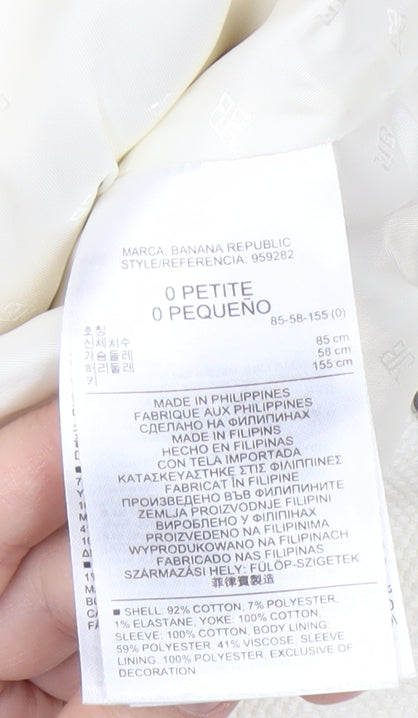 MARCA. BANANA REPUBLIC
STYLE/REFERENCIA. 959282
0 PETITE
0 PEQUEÑO
호칭 85-58-155 (0)
신체치수
가슴둘레 85 cm
허리둘레 58 cm
키 155 cm
MADE IN PHILIPPINES
FABRIQUE AUX PHILIPPINES
СДЕЛАНО НА ФИЛИПИНАХ
MADE IN FILIPINS
HECHO EN FILIPINAS
CON TELA IMPORTADA
ΚΑΤΑΣΚΕΥΑΣΤΗΚΕ ΣΤΙΣ ΦΙΛΙΠΠΙΝΕΣ
FABRICAT ÎN FILIPINE
ПРОИЗВЕДЕНО ВЪВ ФИЛИПИНИТЕ
ZEMLJA PROIZVODNJE FILIPINI
ВИРОБЛЕНО У ФІЛІПІНАХ
PROIZVEDENO NA FILIPINIMA
WYPRODUKOWANO NA FILIPINACH
FABRICADO NAS FILIPINAS
SZÁRMAZÁSI HELY: FÜLÖP-SZIGETEK
菲律賓製造
■ SHELL: 92% COTTON, 7% POLYESTER,
1% ELASTANE, YOKE: 100% COTTON,
SLEEVE: 100% COTTON, BODY LINING:
59% POLYESTER, 41% VISCOSE, SLEEVE
LINING: 100% POLYESTER, EXCLUSIVE OF
DECORATION